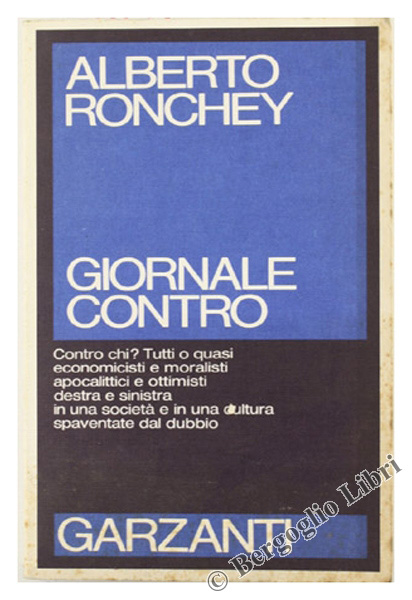 ALBERTO
RONCHEY
GIORNALE
CONTRO
Contro chi? Tutti o quasi
economicisti e moralisti
apocalittici e ottimisti
destra e sinistra
in una società e in una cultura
spaventate dal dubbio
GARZANTI
© Bergoglio Libri